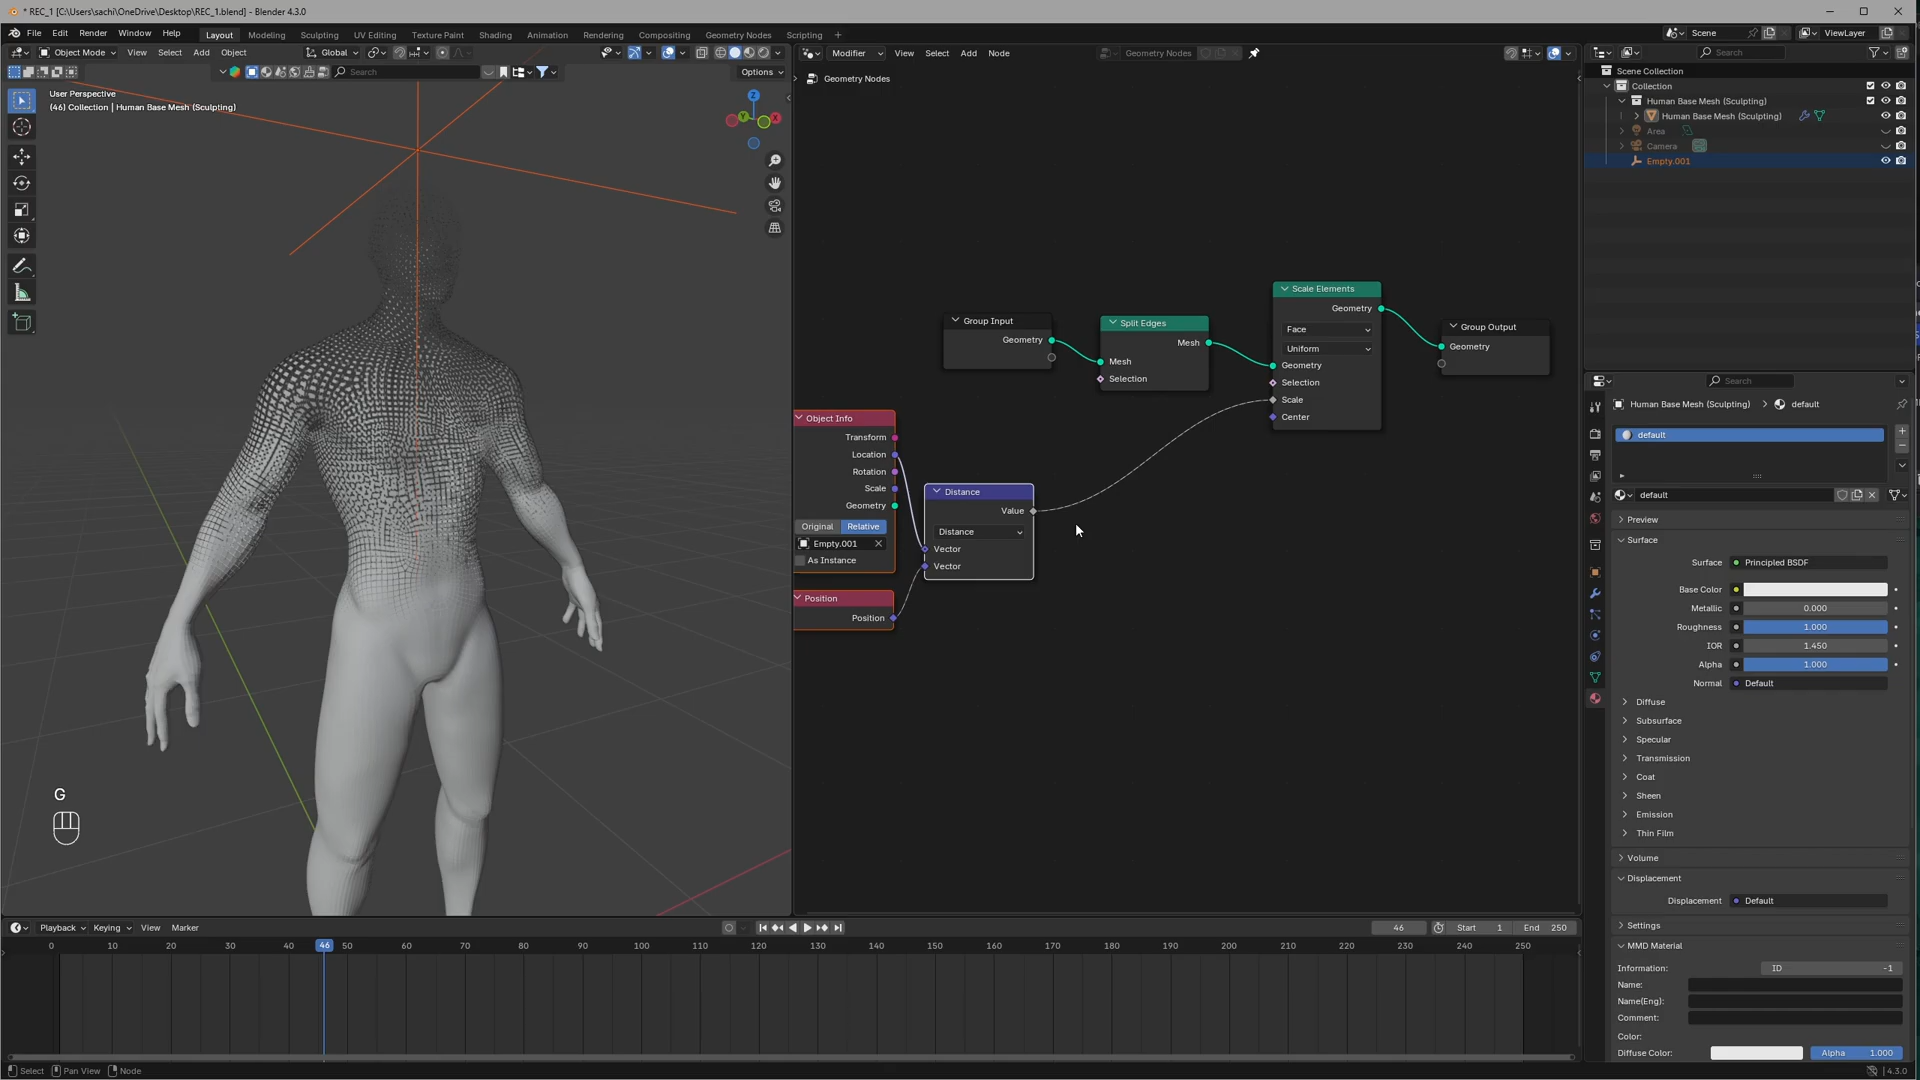 * REC_1 [C:\Users\sachi\OneDrive\Desktop\REC_1.blend] - Blender 4.3.0
File Edit Render Window Help Layout Modeling Sculpting UV Editing Texture Paint Shading Animation Rendering Compositing Geometry Nodes Scripting + Scene ViewLayer
Object Mode View Select Add Object Global
Search
Options
User Perspective
(46) Collection | Human Base Mesh (Sculpting)
Z
Y
X
G
Modifier View Select Add Node Geometry Nodes
Geometry Nodes
Group Input
Geometry
Split Edges
Mesh
Mesh
Selection
Scale Elements
Geometry
Face
Uniform
Geometry
Selection
Scale
Center
Group Output
Geometry
Object Info
Transform
Location
Rotation
Scale
Geometry
Original Relative
Empty.001
As Instance
Distance
Value
Distance
Vector
Vector
Position
Position
Search
Scene Collection
Collection
Human Base Mesh (Sculpting)
Human Base Mesh (Sculpting)
Area
Camera
Empty.001
Search
Human Base Mesh (Sculpting) > default
default
default
Preview
Surface
Surface Principled BSDF
Base Color
Metallic 0.000
Roughness 1.000
IOR 1.450
Alpha 1.000
Normal Default
Diffuse
Subsurface
Specular
Transmission
Coat
Sheen
Emission
Thin Film
Volume
Displacement
Displacement Default
Settings
MMD Material
Information: ID -1
Name:
Name(Eng):
Comment:
Color:
Diffuse Color: Alpha 1.000
Playback Keying View Marker 46 Start 1 End 250
0 10 20 30 40 46 50 60 70 80 90 100 110 120 130 140 150 160 170 180 190 200 210 220 230 240 250
Select Pan View Node 4.3.0